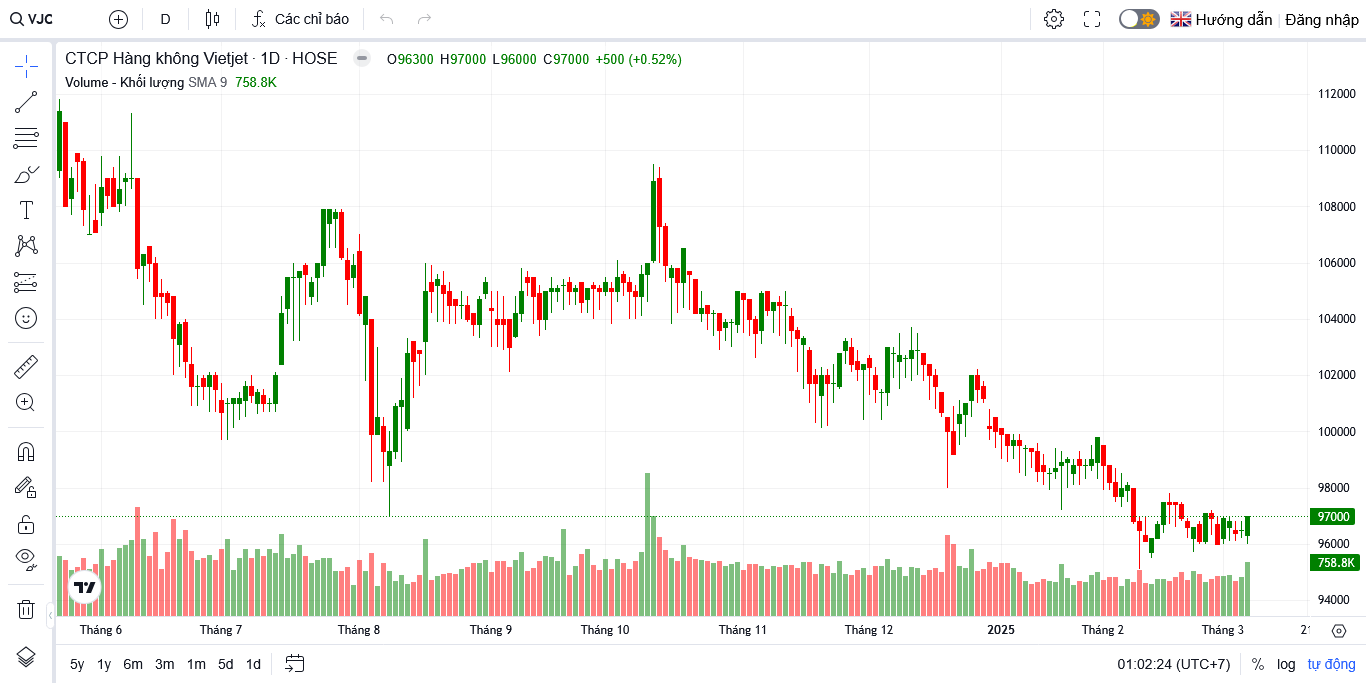 VJC
D
Các chỉ báo
Hướng dẫn
Đăng nhập
CTCP Hàng không Vietjet · 1D · HOSE
O96300 H97000 L96000 C97000 +500 (+0.52%)
Volume - Khối lượng SMA 9 758.8K
112000
110000
108000
106000
104000
102000
100000
98000
97000
96000
758.8K
94000
Tháng 6
Tháng 7
Tháng 8
Tháng 9
Tháng 10
Tháng 11
Tháng 12
2025
Tháng 2
Tháng 3
21
5y 1y 6m 3m 1m 5d 1d
01:02:24 (UTC+7)
% log tự động